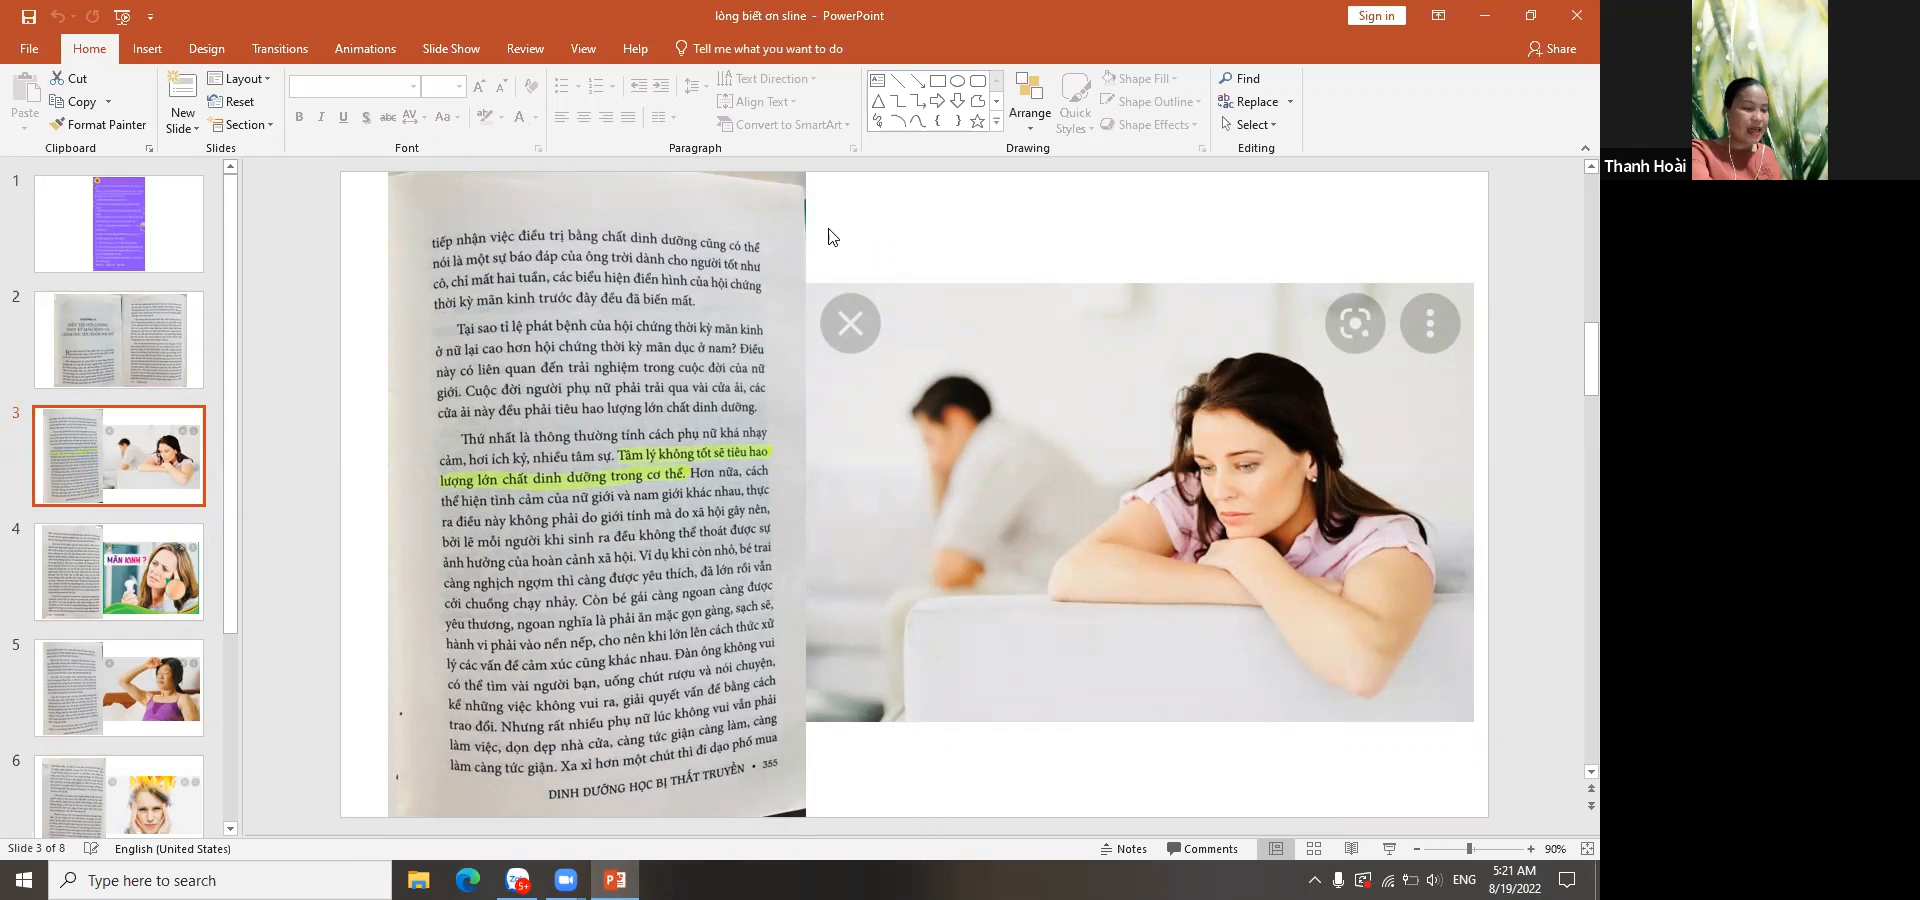 lòng biết ơn sline - PowerPoint
Sign in
File Home Insert Design Transitions Animations Slide Show Review View Help Tell me what you want to do Share
Cut
Copy
Format Painter
Paste
Clipboard
New Slide
Layout
Reset
Section
Slides
B I U S abc AV Aa A
Font
Text Direction
Align Text
Convert to SmartArt
Paragraph
Arrange
Quick Styles
Shape Fill
Shape Outline
Shape Effects
Drawing
Find
Replace
Select
Editing
Thanh Hoài
1
2
3
4
MÃN KINH ?
5
6
tiếp nhận việc điều trị bằng chất dinh dưỡng cũng có thể
nói là một sự báo đáp của ông trời dành cho người tốt như
cô, chỉ mất hai tuần, các biểu hiện điển hình của hội chứng
thời kỳ mãn kinh trước đây đều đã biến mất.
Tại sao tỉ lệ phát bệnh của hội chứng thời kỳ mãn kinh
ở nữ lại cao hơn hội chứng thời kỳ mãn dục ở nam? Điều
này có liên quan đến trải nghiệm trong cuộc đời của nữ
giới. Cuộc đời người phụ nữ phải trải qua vài cửa ải, các
cửa ải này đều phải tiêu hao lượng lớn chất dinh dưỡng.
Thứ nhất là thông thường tính cách phụ nữ khá nhạy
cảm, hơi ích kỷ, nhiều tâm sự. Tâm lý không tốt sẽ tiêu hao
lượng lớn chất dinh dưỡng trong cơ thể. Hơn nữa, cách
thể hiện tình cảm của nữ giới và nam giới khác nhau, thực
ra điều này không phải do giới tính mà do xã hội gây nên,
bởi lẽ mỗi người khi sinh ra đều không thể thoát được sự
ảnh hưởng của hoàn cảnh xã hội. Ví dụ khi còn nhỏ, bé trai
càng nghịch ngợm thì càng được yêu thích, đã lớn rồi vẫn
cởi chuồng chạy nhảy. Còn bé gái càng ngoan càng được
yêu thương, ngoan nghĩa là phải ăn mặc gọn gàng, sạch sẽ,
hành vi phải vào nền nếp, cho nên khi lớn lên cách thức xử
lý các vấn đề cảm xúc cũng khác nhau. Đàn ông không vui
có thể tìm vài người bạn, uống chút rượu và nói chuyện,
kể những việc không vui ra, giải quyết vấn đề bằng cách
trao đổi. Nhưng rất nhiều phụ nữ lúc không vui vẫn phải
làm việc, dọn dẹp nhà cửa, càng tức giận càng làm, càng
làm càng tức giận. Xa xỉ hơn một chút thì đi dạo phố mua
DINH DƯỠNG HỌC BỊ THẤT TRUYỀN • 355
Slide 3 of 8 English (United States) Notes Comments 90%
Type here to search
5+
ENG
5:21 AM
8/19/2022